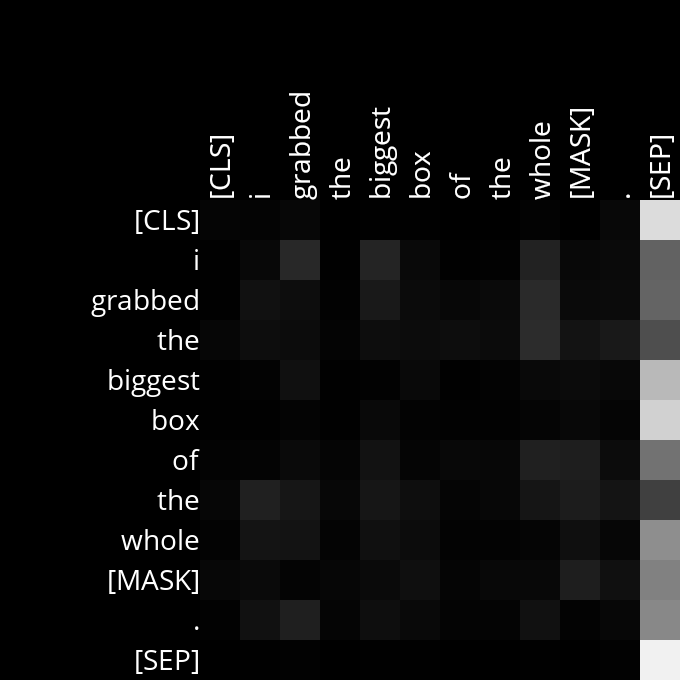 [CLS] i grabbed the biggest box of the whole [MASK] . [SEP]
[CLS]
i
grabbed
the
biggest
box
of
the
whole
[MASK]
.
[SEP]